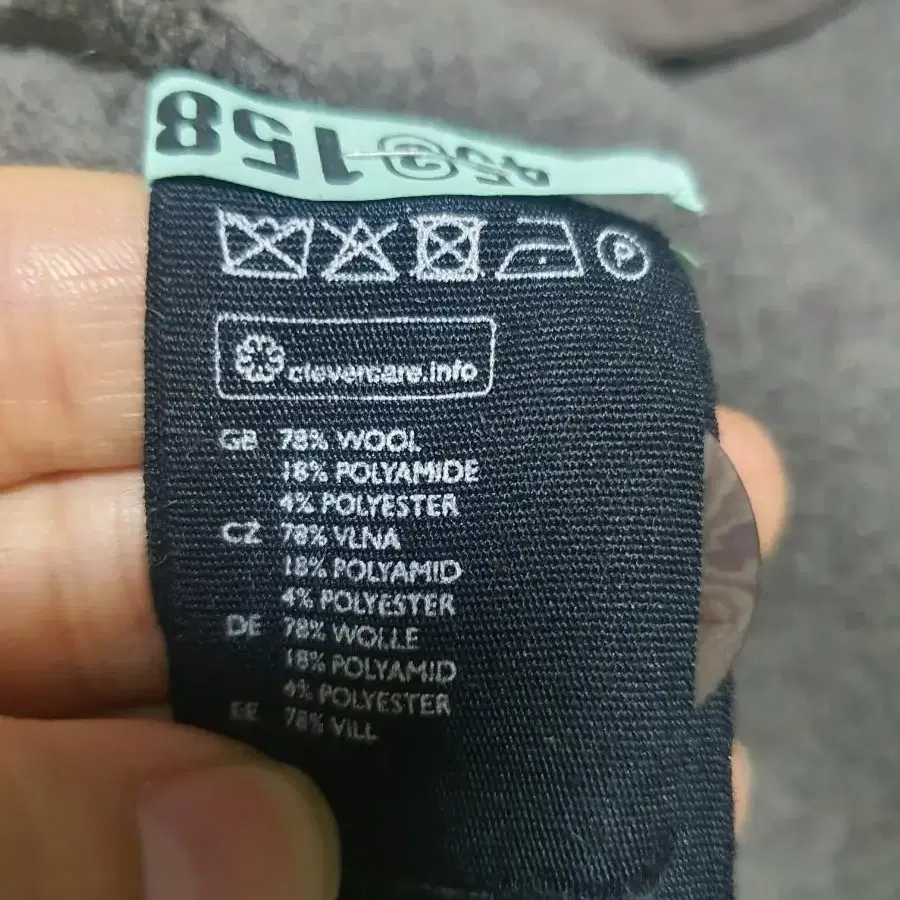 158
clevercare.info
GB 78% WOOL
18% POLYAMIDE
4% POLYESTER
CZ 78% VLNA
18% POLYAMID
4% POLYESTER
DE 78% WOLLE
18% POLYAMID
4% POLYESTER
EE 78% VILL